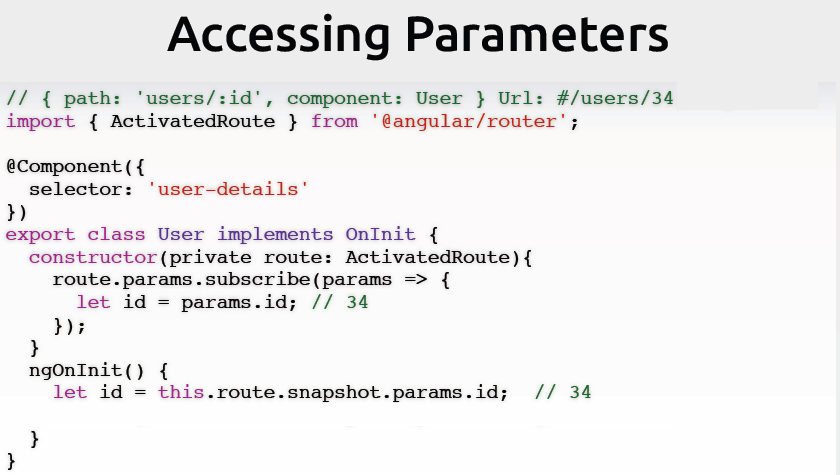 Accessing Parameters
// { path: 'users/:id', component: User } Url: #/users/34
import { ActivatedRoute } from '@angular/router';
@Component({
  selector: 'user-details'
})
export class User implements OnInit {
  constructor(private route: ActivatedRoute){
    route.params.subscribe(params => {
      let id = params.id; // 34
    });
  }
  ngOnInit() {
    let id = this.route.snapshot.params.id;  // 34
  }
}